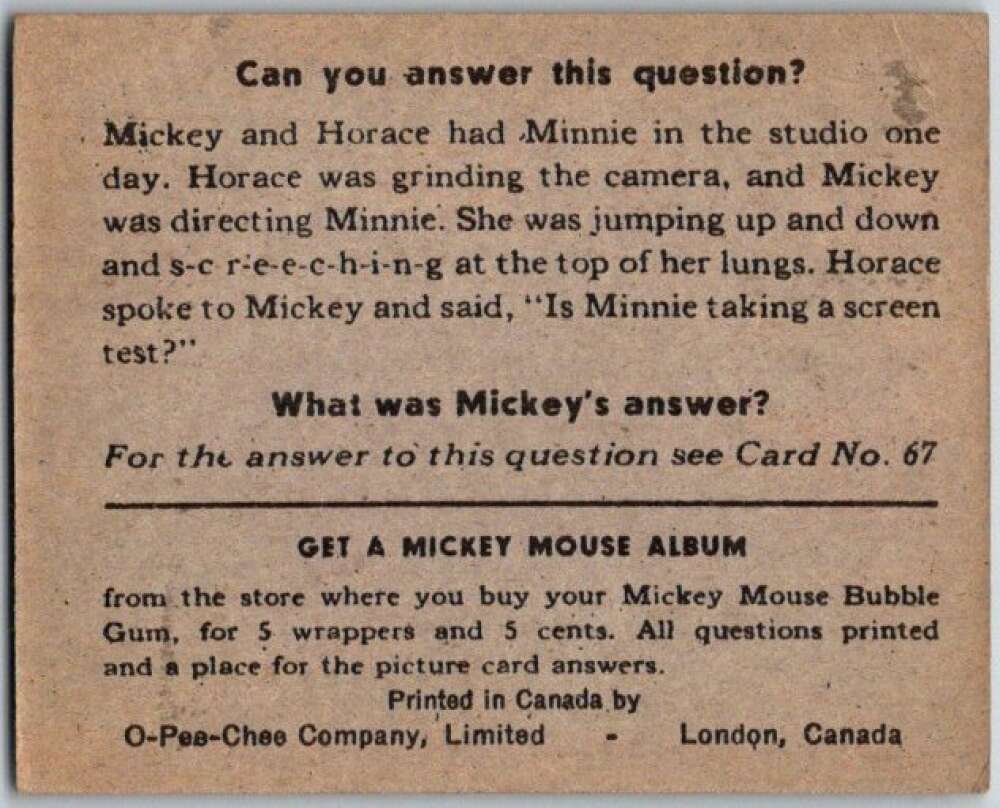 Can you answer this question?
Mickey and Horace had Minnie in the studio one
day. Horace was grinding the camera, and Mickey
was directing Minnie. She was jumping up and down
and s-c r-e-e-c-h-i-n-g at the top of her lungs. Horace
spoke to Mickey and said, "Is Minnie taking a screen
test?"
What was Mickey's answer?
For the answer to this question see Card No. 67
GET A MICKEY MOUSE ALBUM
from the store where you buy your Mickey Mouse Bubble
Gum, for 5 wrappers and 5 cents. All questions printed
and a place for the picture card answers.
Printed in Canada by
O-Pee-Chee Company, Limited - London, Canada